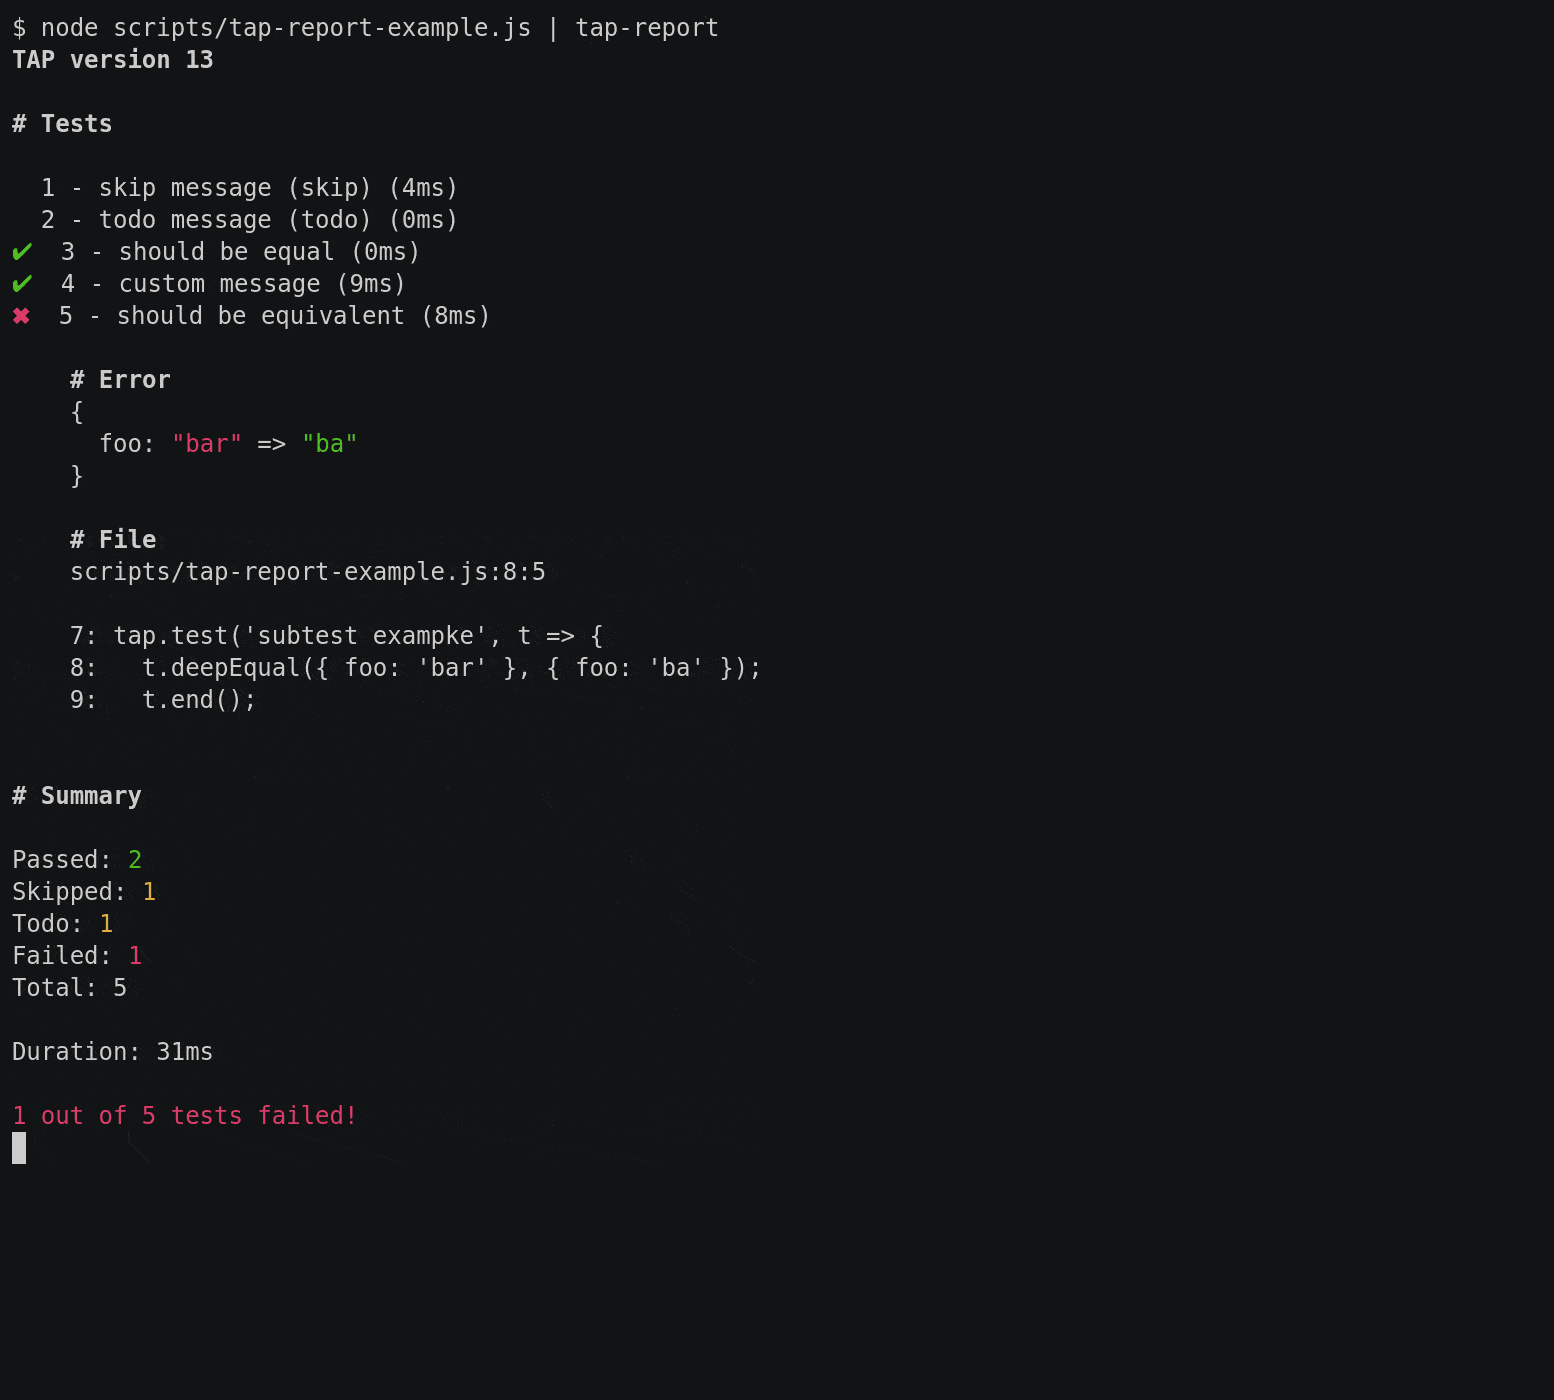 $ node scripts/tap-report-example.js | tap-report
TAP version 13
# Tests
1 - skip message (skip) (4ms)
2 - todo message (todo) (0ms)
✔ 3 - should be equal (0ms)
✔ 4 - custom message (9ms)
✖ 5 - should be equivalent (8ms)
# Error
{
foo: "bar" => "ba"
}
# File
scripts/tap-report-example.js:8:5
7: tap.test('subtest exampke', t => {
8:   t.deepEqual({ foo: 'bar' }, { foo: 'ba' });
9:   t.end();
# Summary
Passed: 2
Skipped: 1
Todo: 1
Failed: 1
Total: 5
Duration: 31ms
1 out of 5 tests failed!